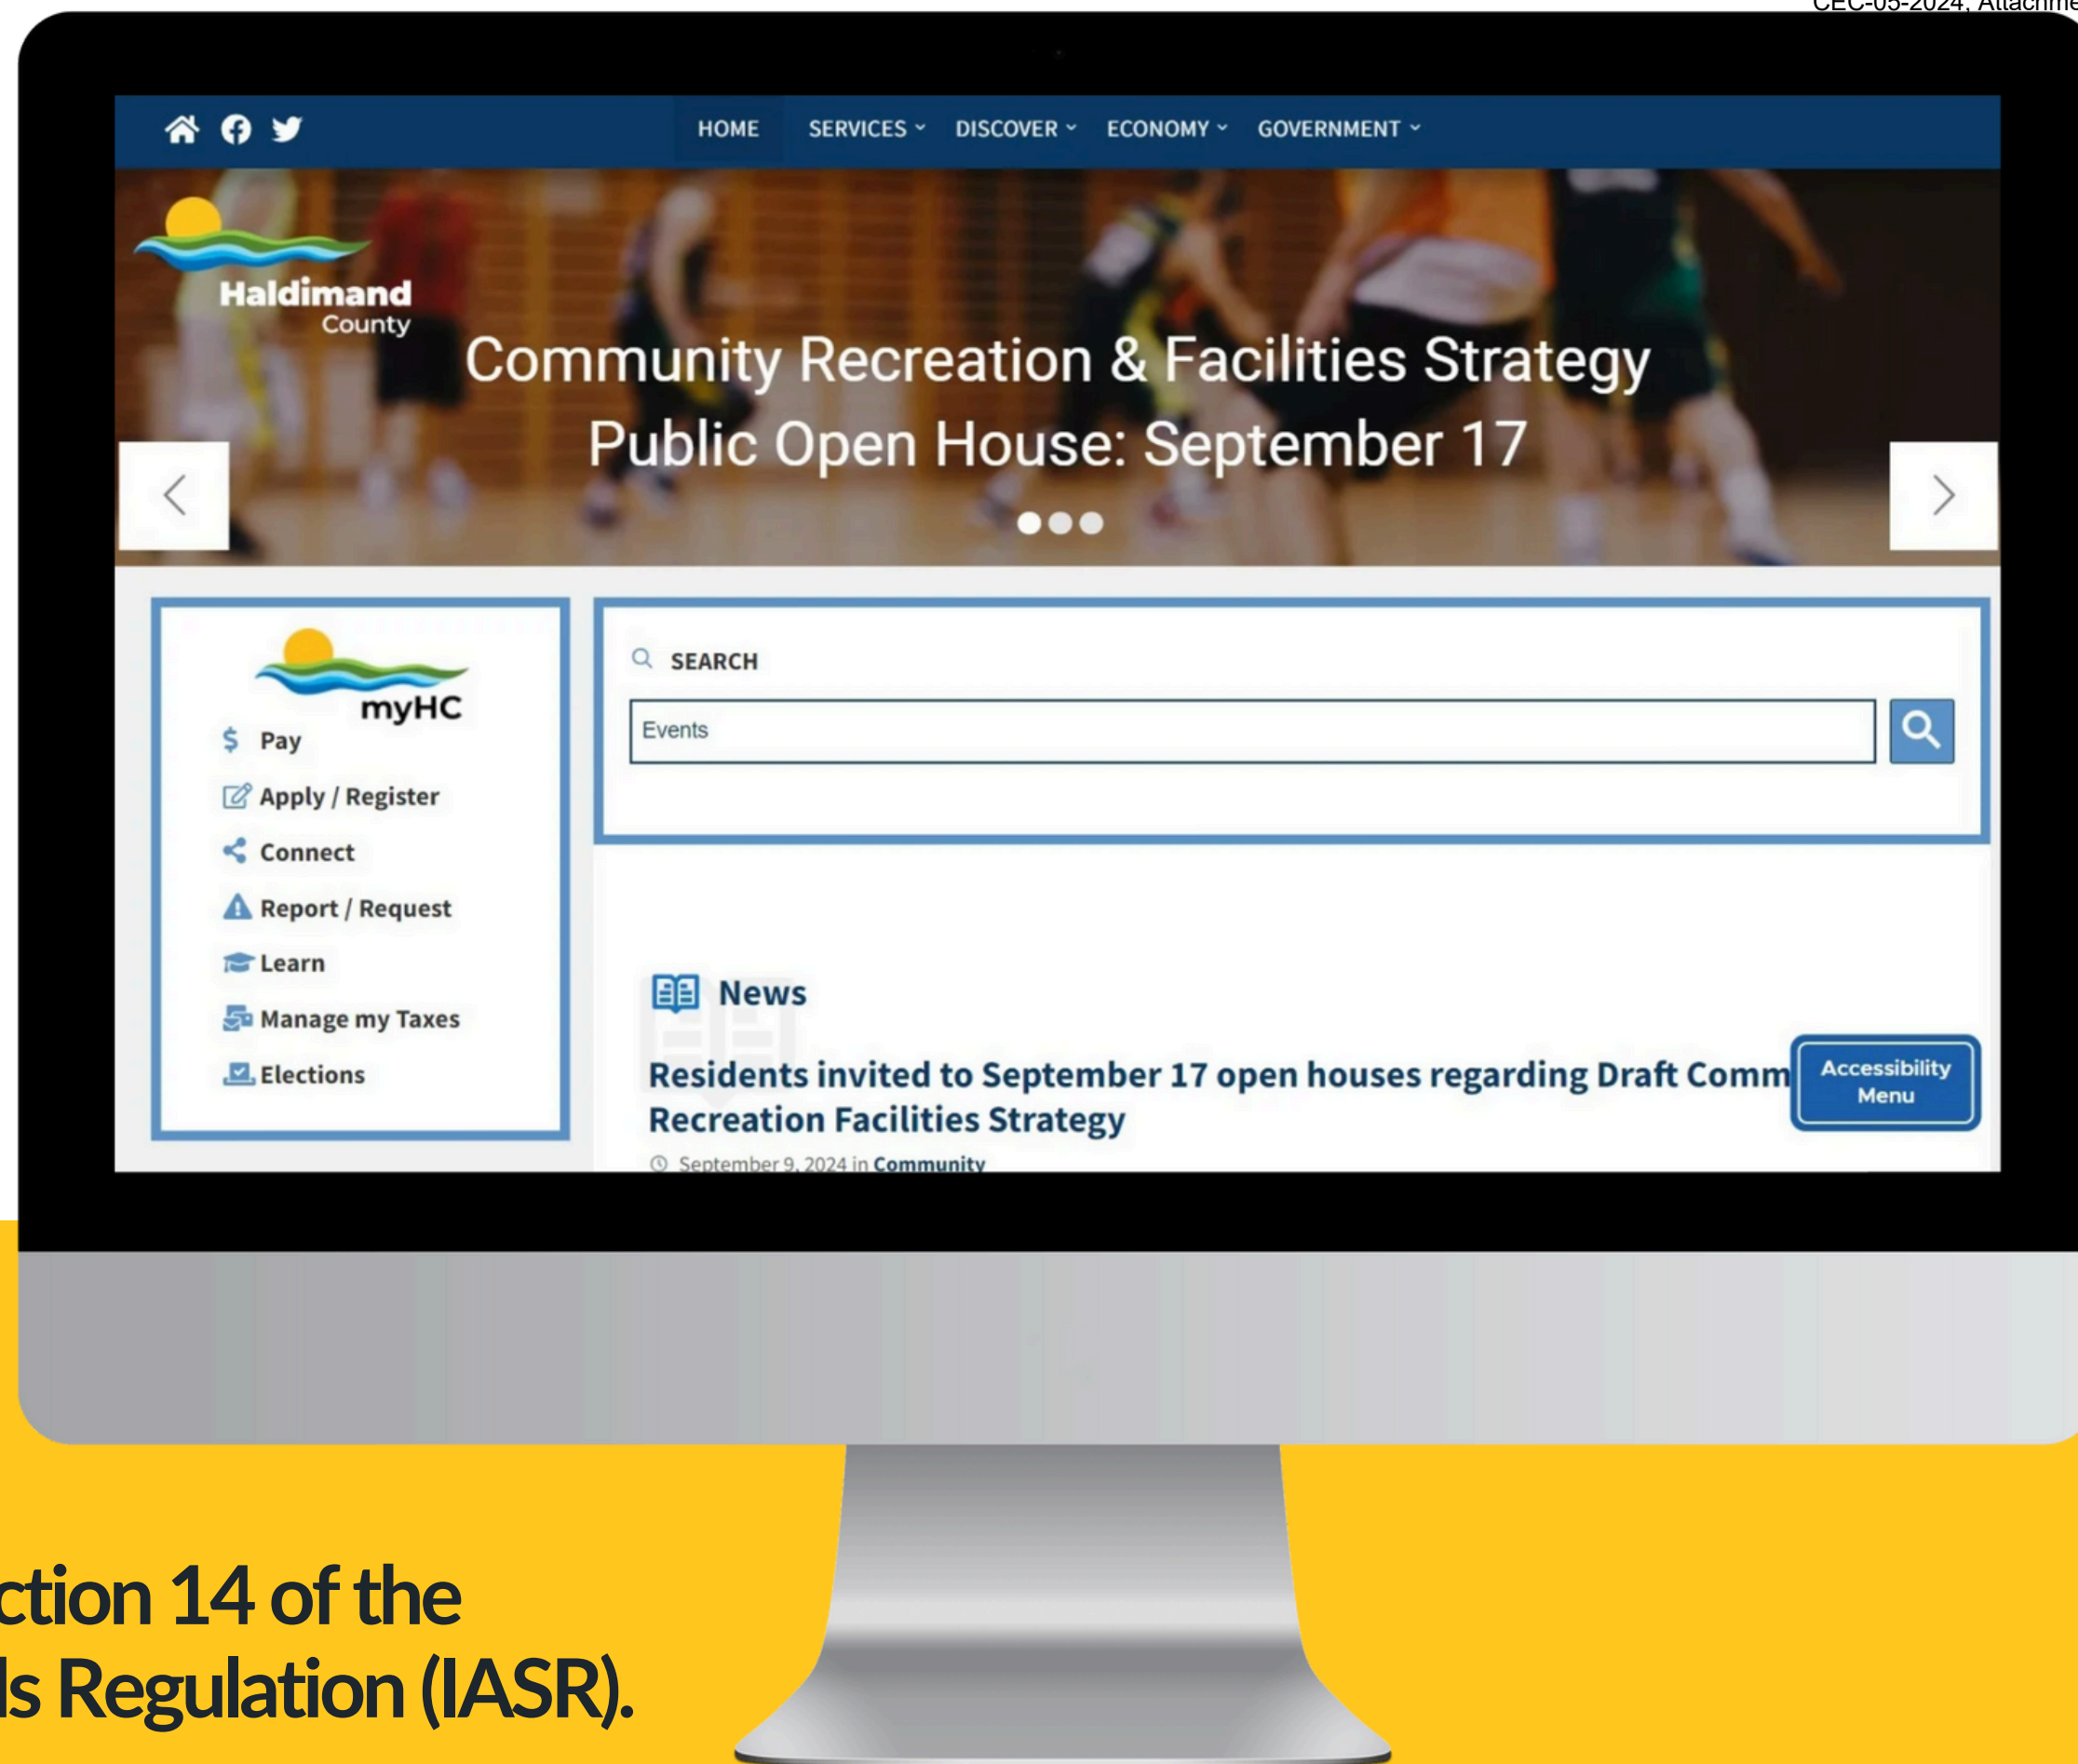 CEC-05-2024, Attachme
HOME SERVICES DISCOVER ECONOMY GOVERNMENT
Haldimand
County
Community Recreation & Facilities Strategy
Public Open House: September 17
myHC
Pay
Apply / Register
Connect
Report / Request
Learn
Manage my Taxes
Elections
SEARCH
Events
News
Residents invited to September 17 open houses regarding Draft Comm
Recreation Facilities Strategy
September 9, 2024 in Community
Accessibility
Menu
ction 14 of the
ls Regulation (IASR).